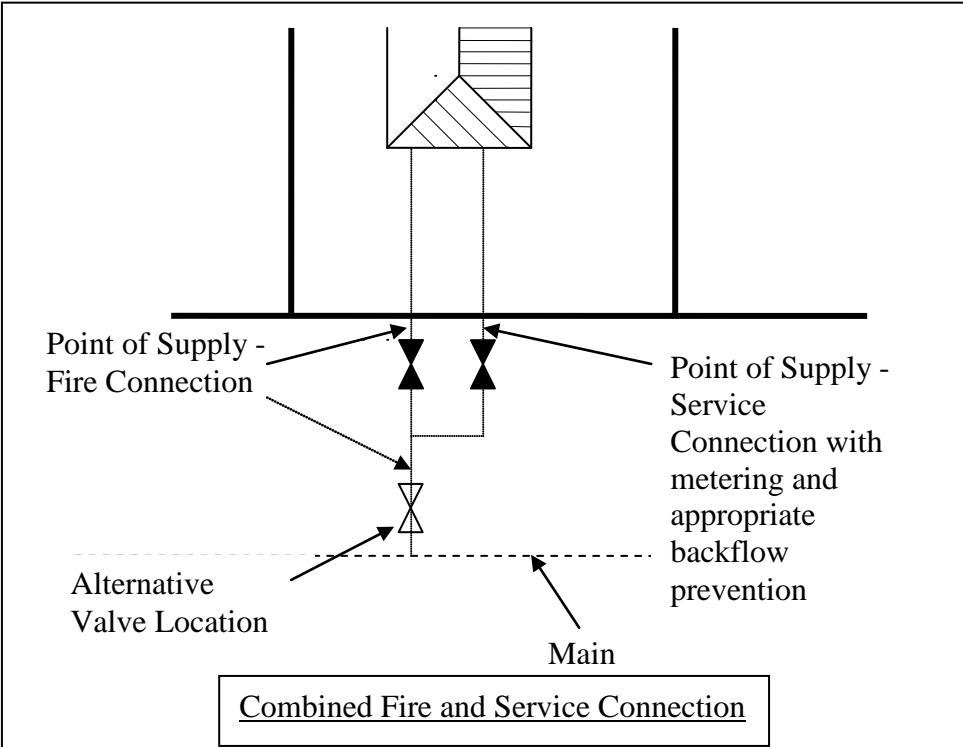 Point of Supply -
Fire Connection
Point of Supply -
Service
Connection with
metering and
appropriate
backflow
prevention
Alternative
Valve Location
Main
Combined Fire and Service Connection